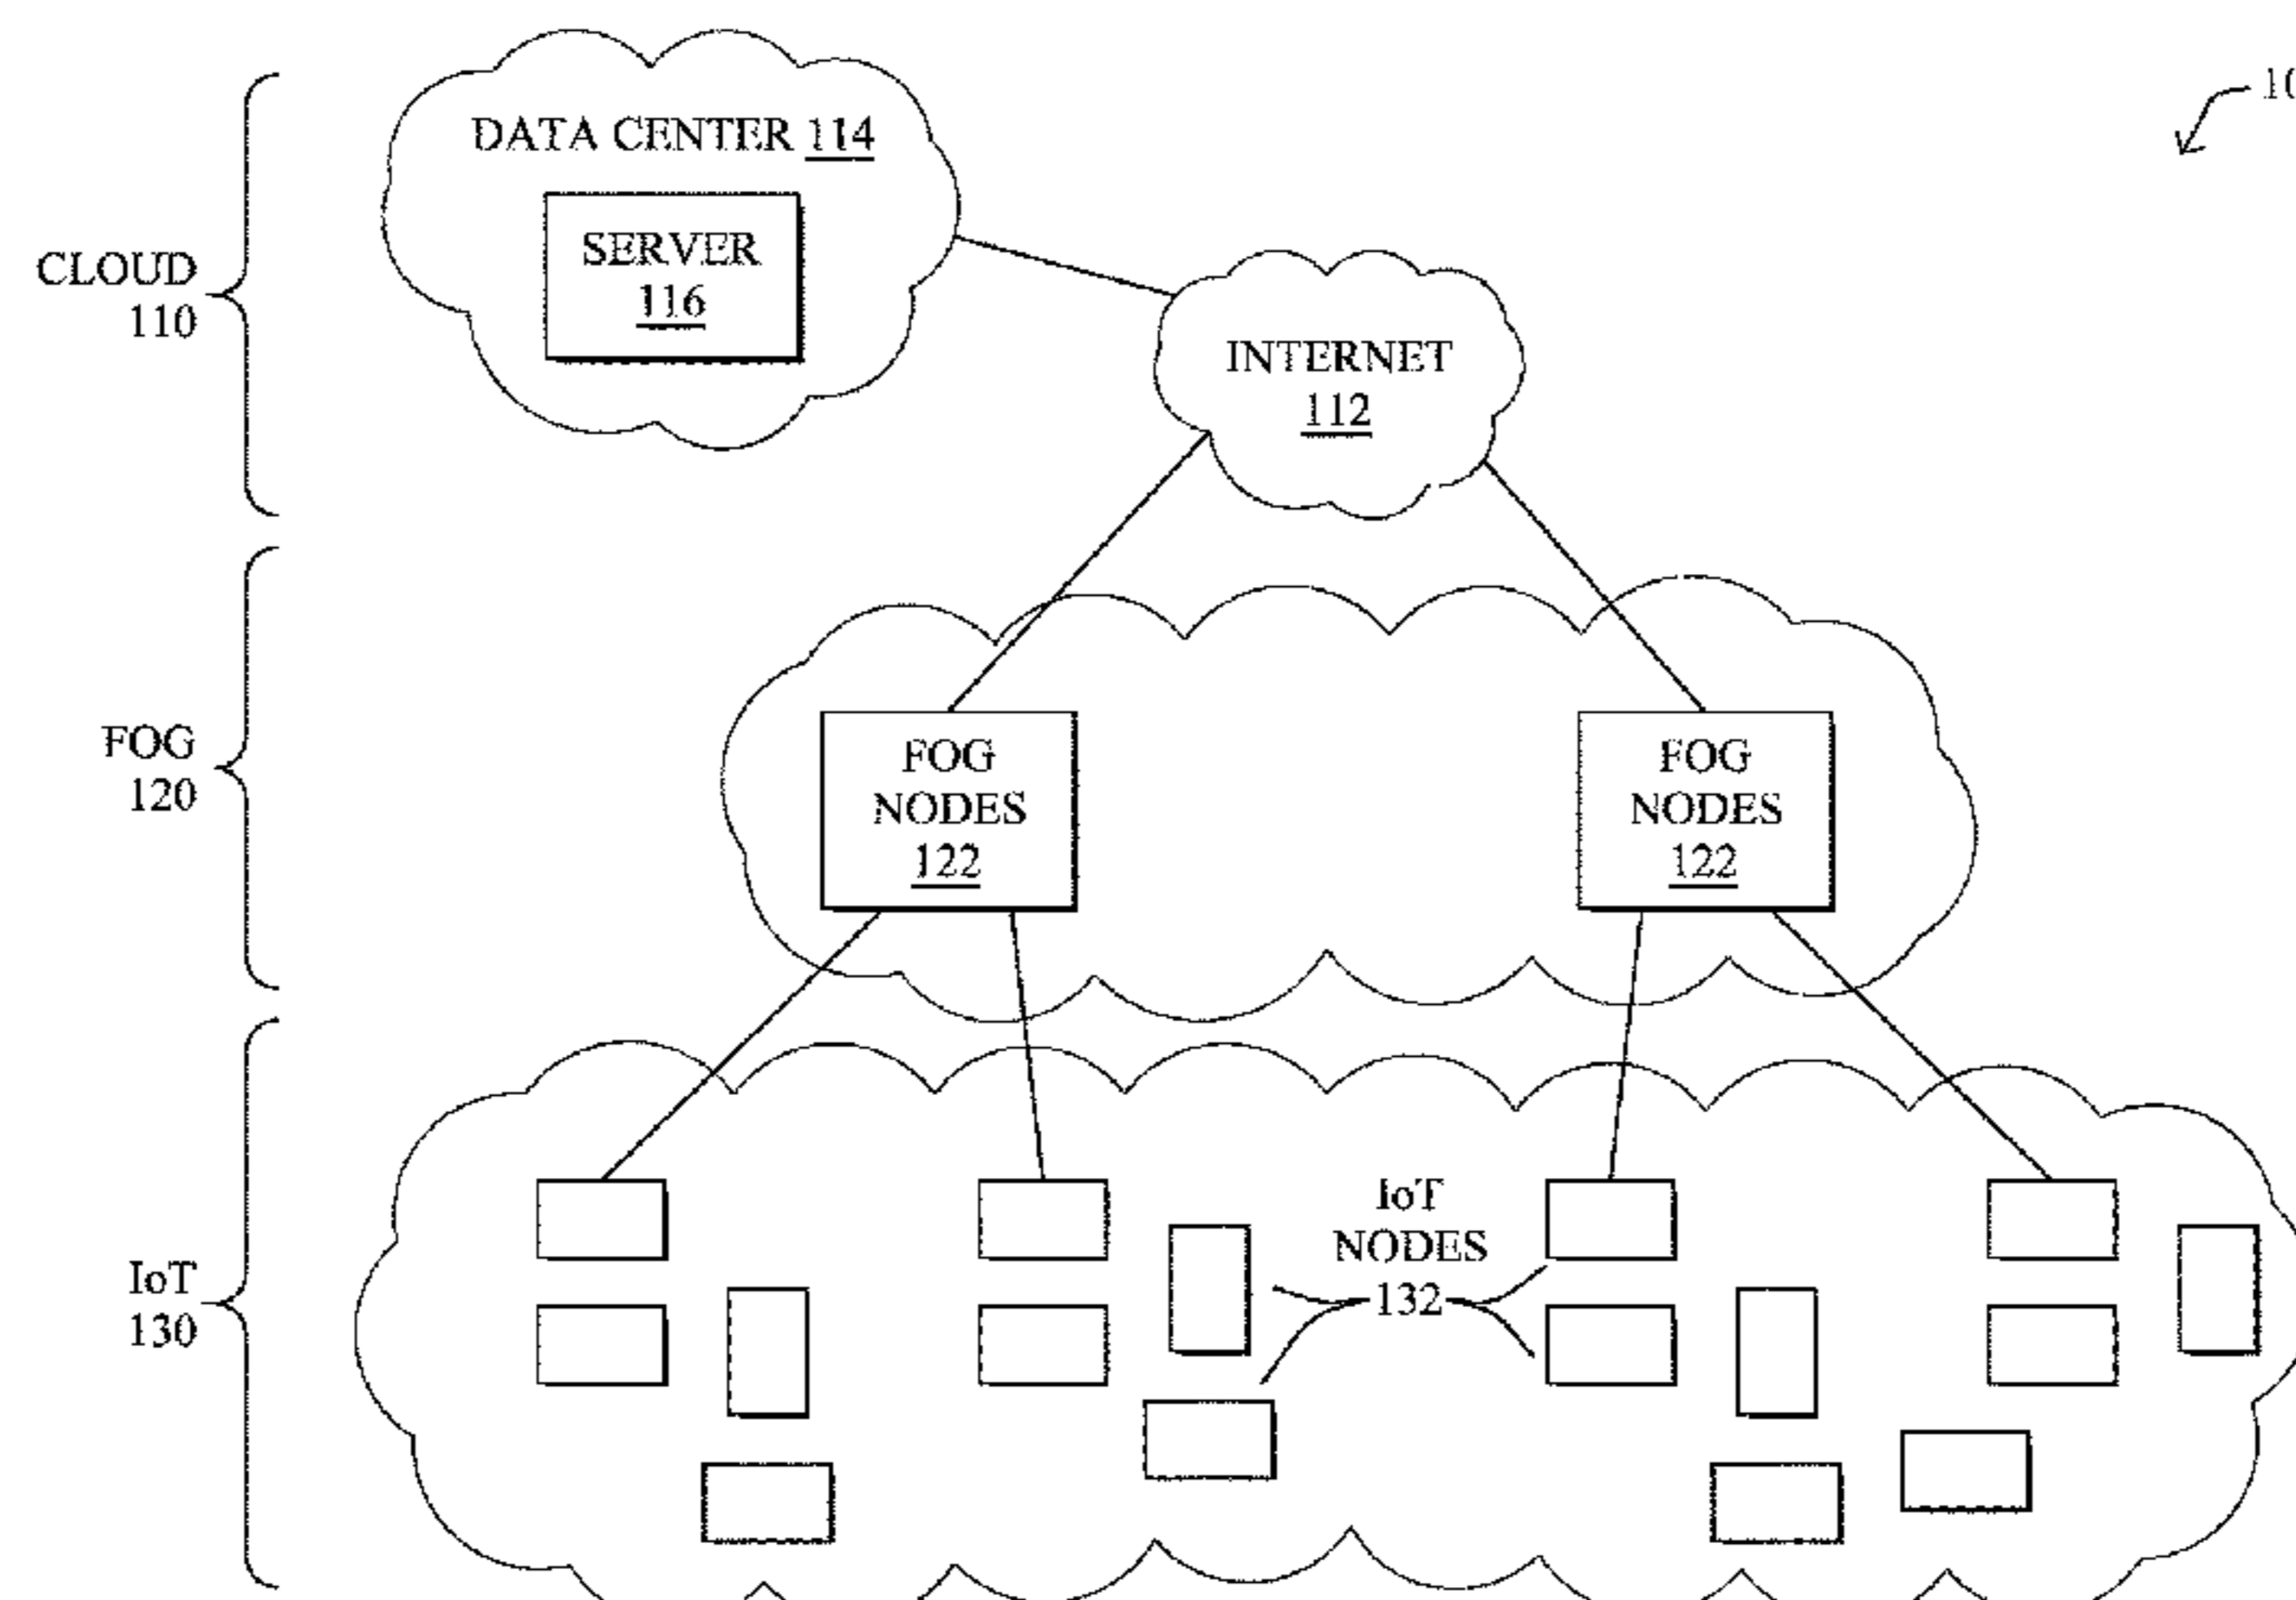 DATA CENTER 114
SERVER
116
10
CLOUD
110
INTERNET
112
FOG
120
FOG
NODES
122
FOG
NODES
122
IoT
130
IoT
NODES
132